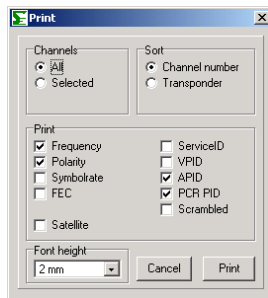 Print
Channels
All
Selected
Sort
Channel number
Transponder
Print
Frequency
Polarity
Symbolrate
FEC
Satellite
ServiceID
VPID
APID
PCR PID
Scrambled
Font height
2 mm
Cancel
Print